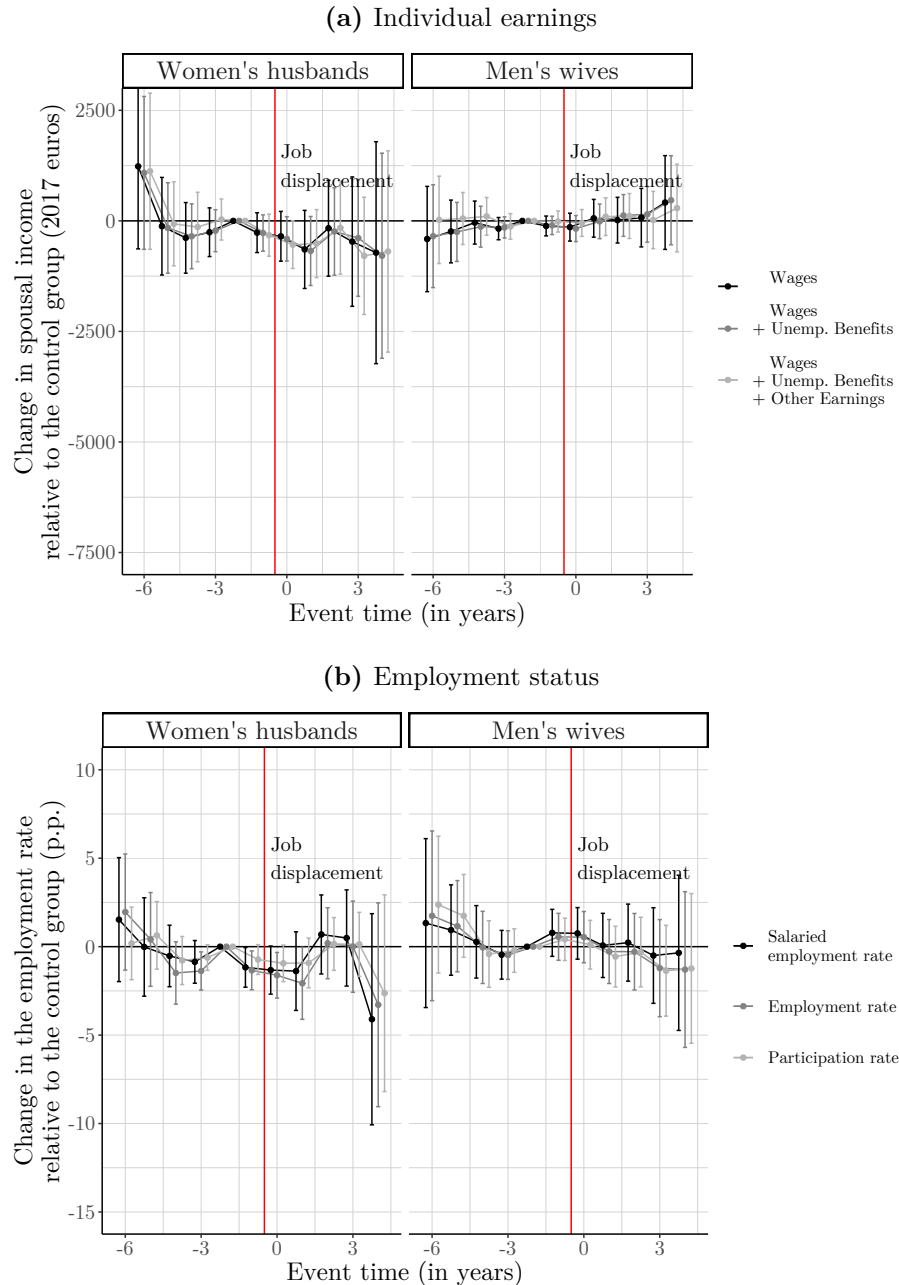 (a) Individual earnings
Women's husbands
Men's wives
Change in spousal income
relative to the control group (2017 euros)
2500
0
-2500
-5000
-7500
Job
displacement
Job
displacement
-6
-3
0
3
-6
-3
0
3
Event time (in years)
Wages
Wages
+ Unemp. Benefits
Wages
+ Unemp. Benefits
+ Other Earnings
(b) Employment status
Women's husbands
Men's wives
Change in the employment rate
relative to the control group (p.p.)
10
5
0
-5
-10
-15
Job
displacement
Job
displacement
-6
-3
0
3
-6
-3
0
3
Event time (in years)
Salaried
employment rate
Employment rate
Participation rate